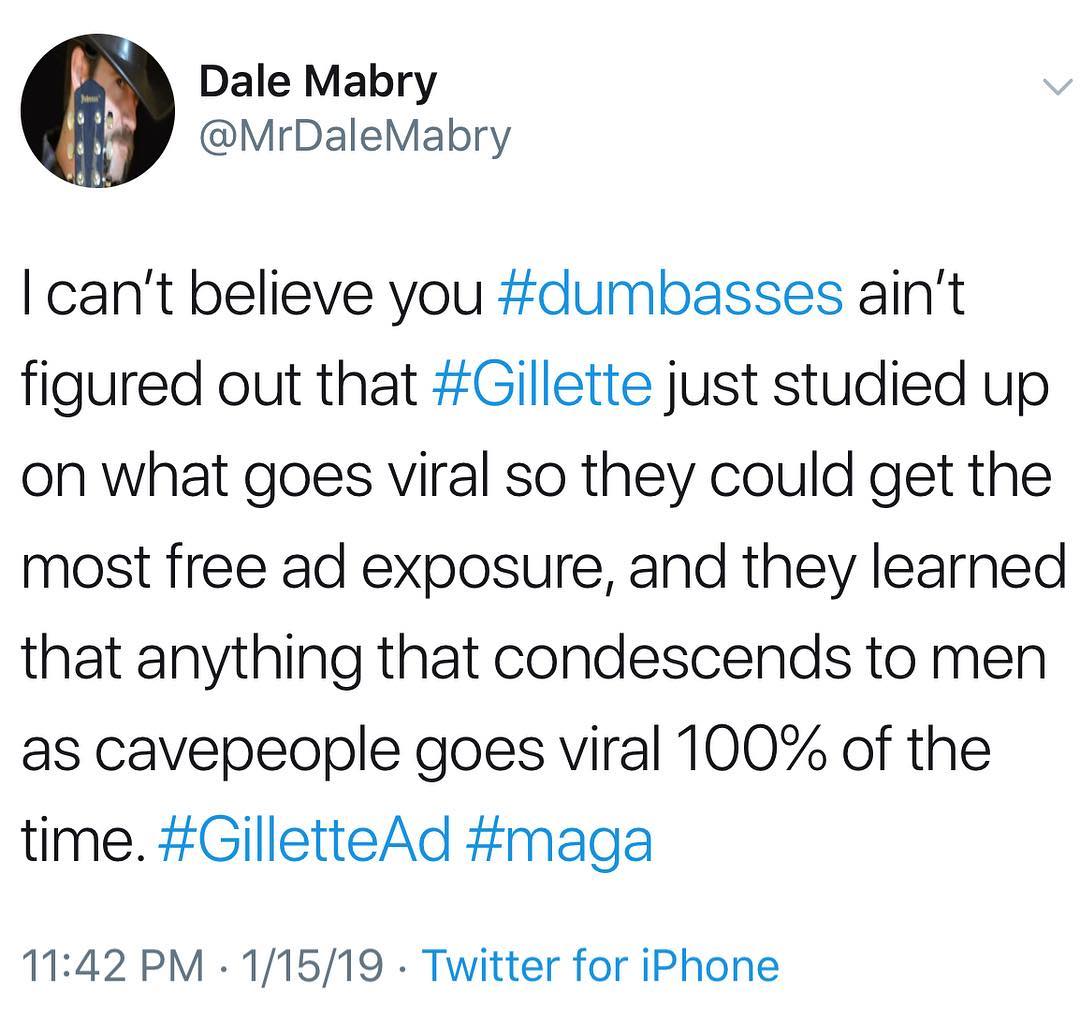 Dale Mabry
@MrDaleMabry
I can’t believe you #dumbasses ain’t
figured out that #Gillette just studied up
on what goes viral so they could get the
most free ad exposure, and they learned
that anything that condescends to men
as cavepeople goes viral 100% of the
time. #GilletteAd #maga
11:42 PM · 1/15/19 · Twitter for iPhone